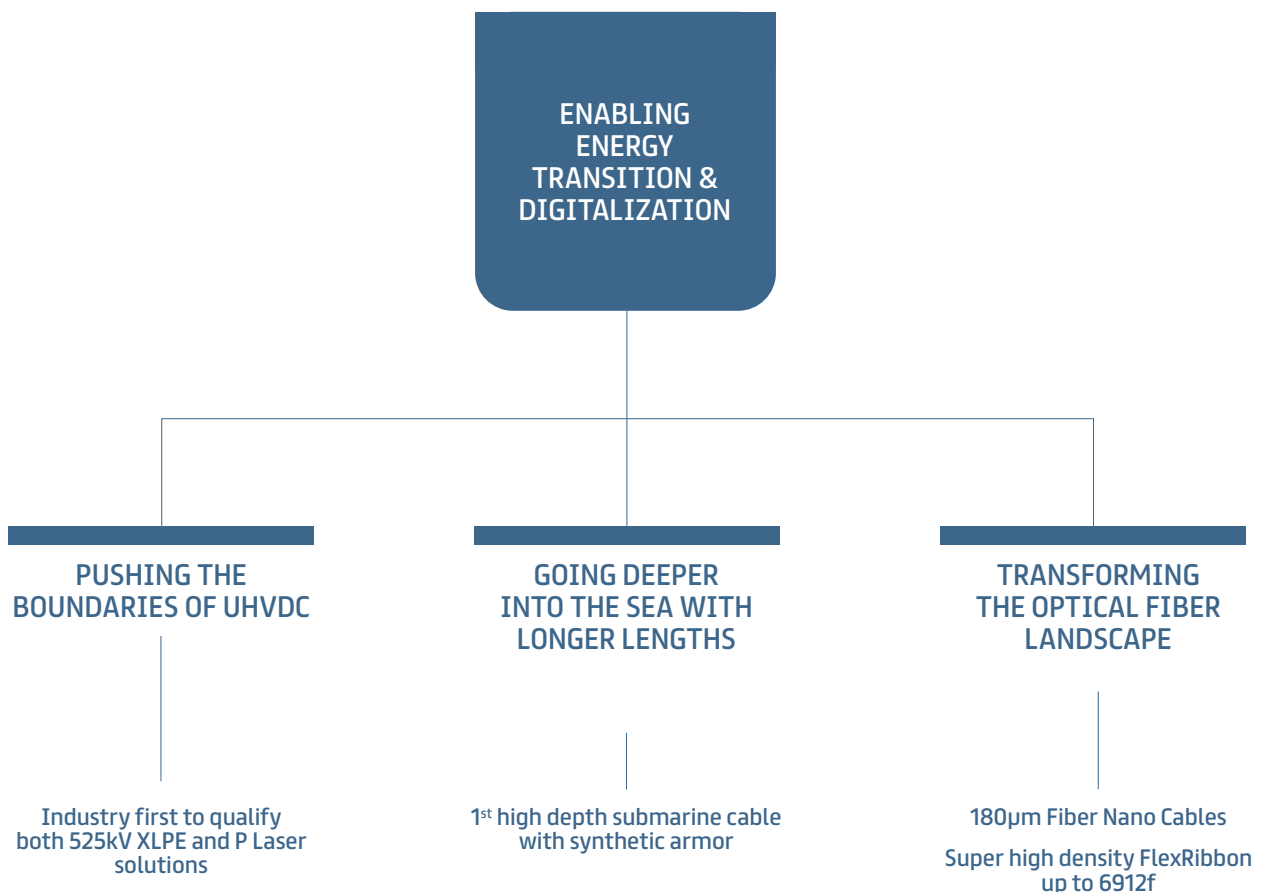 ENABLING
ENERGY
TRANSITION &
DIGITALIZATION
PUSHING THE
BOUNDARIES OF UHVDC
GOING DEEPER
INTO THE SEA WITH
LONGER LENGTHS
TRANSFORMING
THE OPTICAL FIBER
LANDSCAPE
Industry first to qualify
both 525kV XLPE and P Laser
solutions
1st high depth submarine cable
with synthetic armor
180µm Fiber Nano Cables
Super high density FlexRibbon
up to 6912f